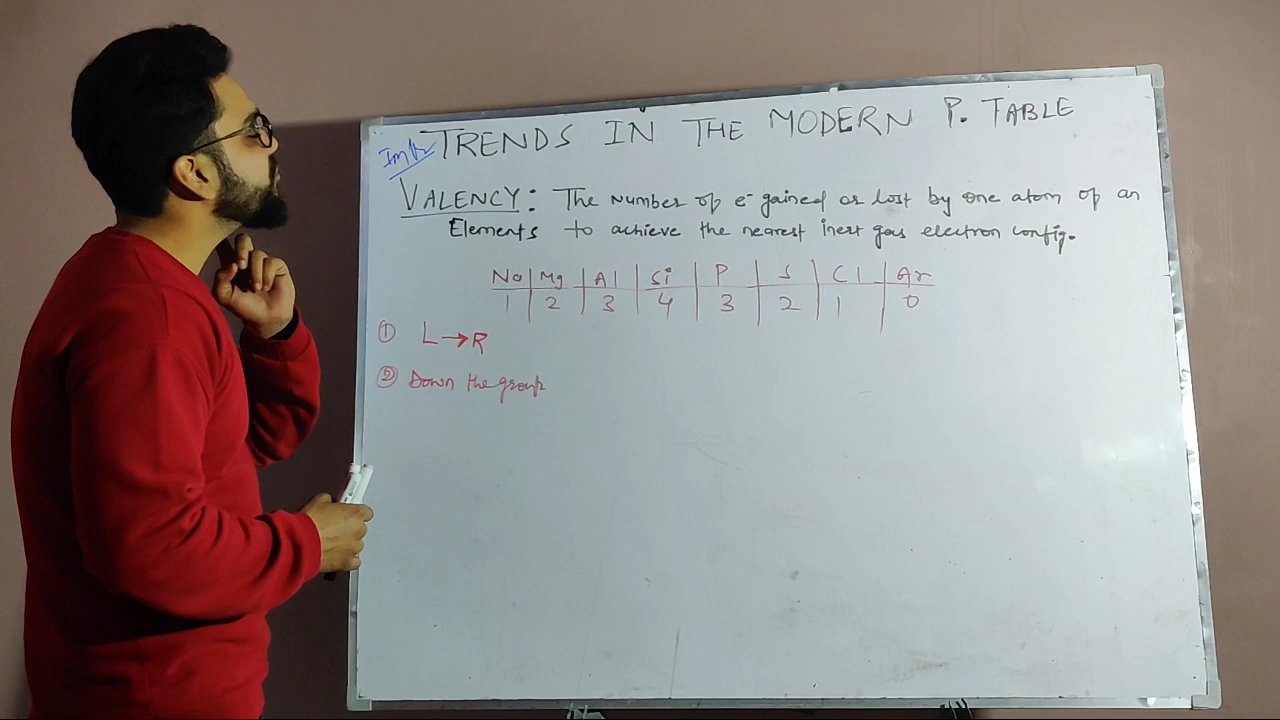 Imp. TRENDS IN THE MODERN P. TABLE
VALENCY: The number of e⁻ gained or lost by one atom of an
Elements to achieve the nearest inert gas electron config.
Na Mg Al Si P S Cl Ar
1 2 3 4 3 2 1 0
① L → R
② Down the group